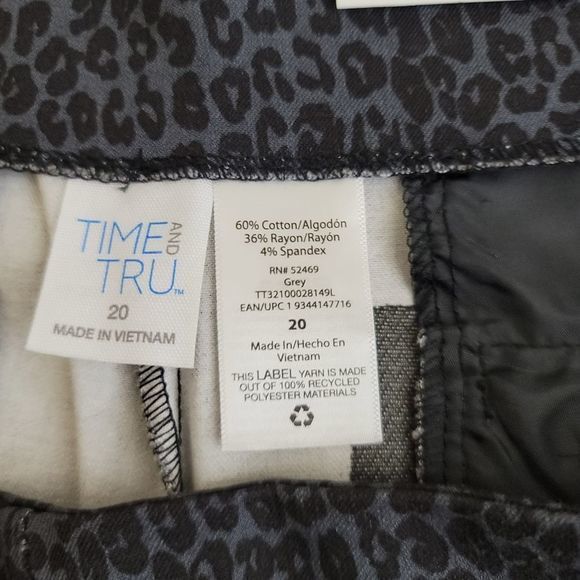 TIME AND
TRU™
20
MADE IN VIETNAM
60% Cotton/Algodón
36% Rayon/Rayón
4% Spandex
RN# 52469
Grey
TT32100028149L
EAN/UPC 1 9344147716
20
Made In/Hecho En
Vietnam
THIS LABEL YARN IS MADE
OUT OF 100% RECYCLED
POLYESTER MATERIALS